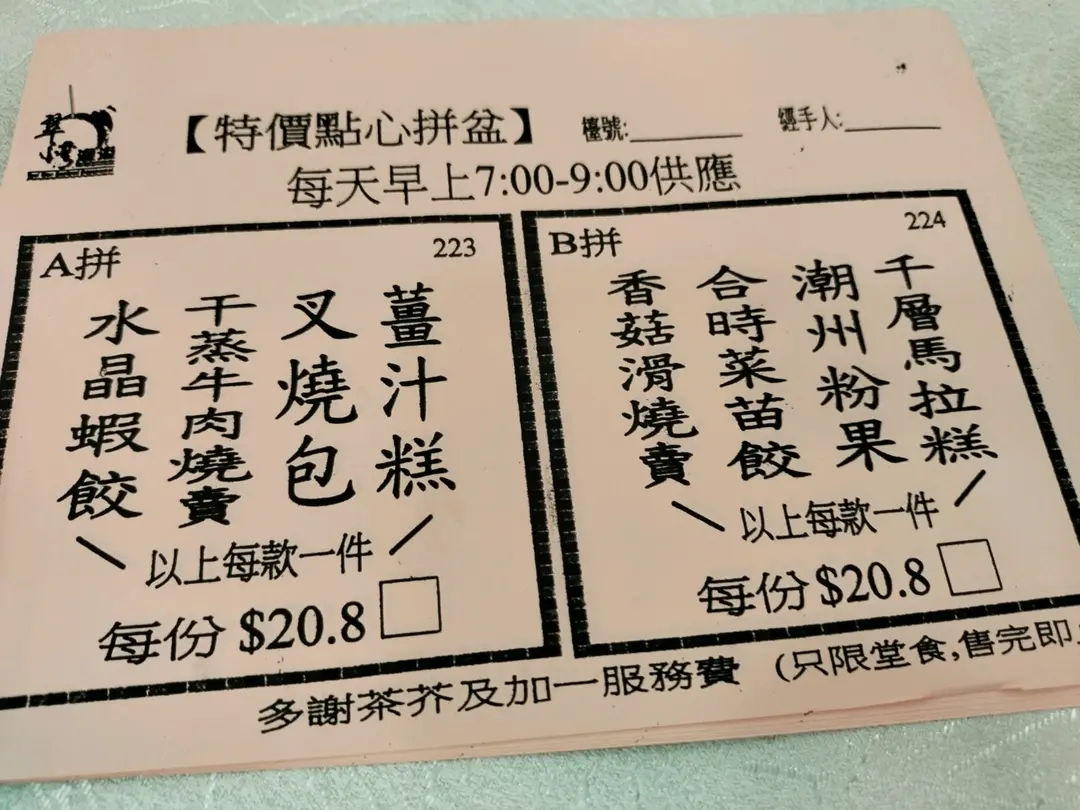 翠
灣
【特價點心拼盆】 檯號:________ 經手人:________
每天早上7:00-9:00供應
A拼 223
水晶蝦餃
干蒸牛肉燒賣
叉燒包
薑汁糕
以上每款一件
每份 $20.8
B拼 224
香菇滑燒賣
合時菜苗餃
潮州粉果
千層馬拉糕
以上每款一件
每份 $20.8
多謝茶芥及加一服務費 (只限堂食,售完即